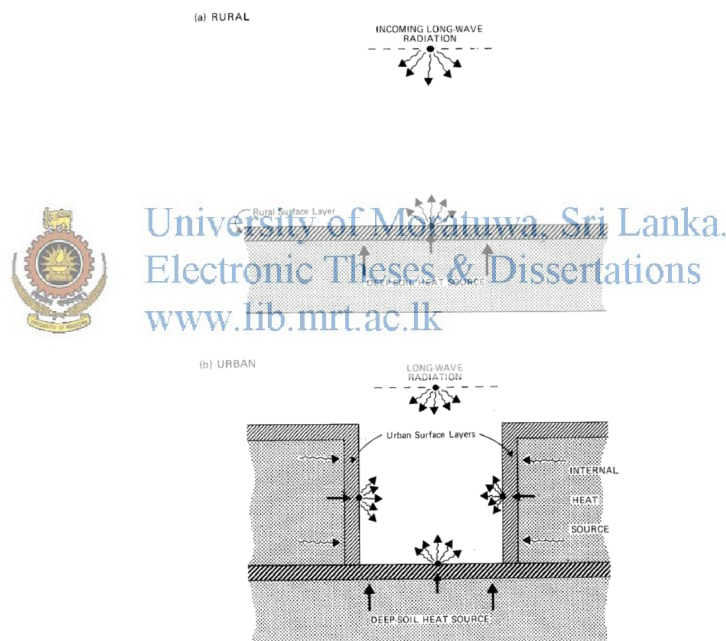 (a) RURAL
INCOMING LONG-WAVE
RADIATION
Rural Surface Layer
University of Moratuwa, Sri Lanka.
Electronic Theses & Dissertations
DEEP-SOIL HEAT SOURCE
www.lib.mrt.ac.lk
(b) URBAN
LONG-WAVE
RADIATION
Urban Surface Layers
INTERNAL
HEAT
SOURCE
DEEP-SOIL HEAT SOURCE